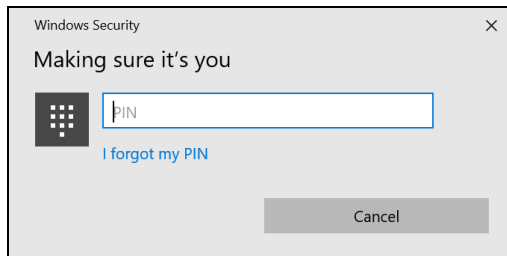 Windows Security
Making sure it's you
PIN
I forgot my PIN
Cancel